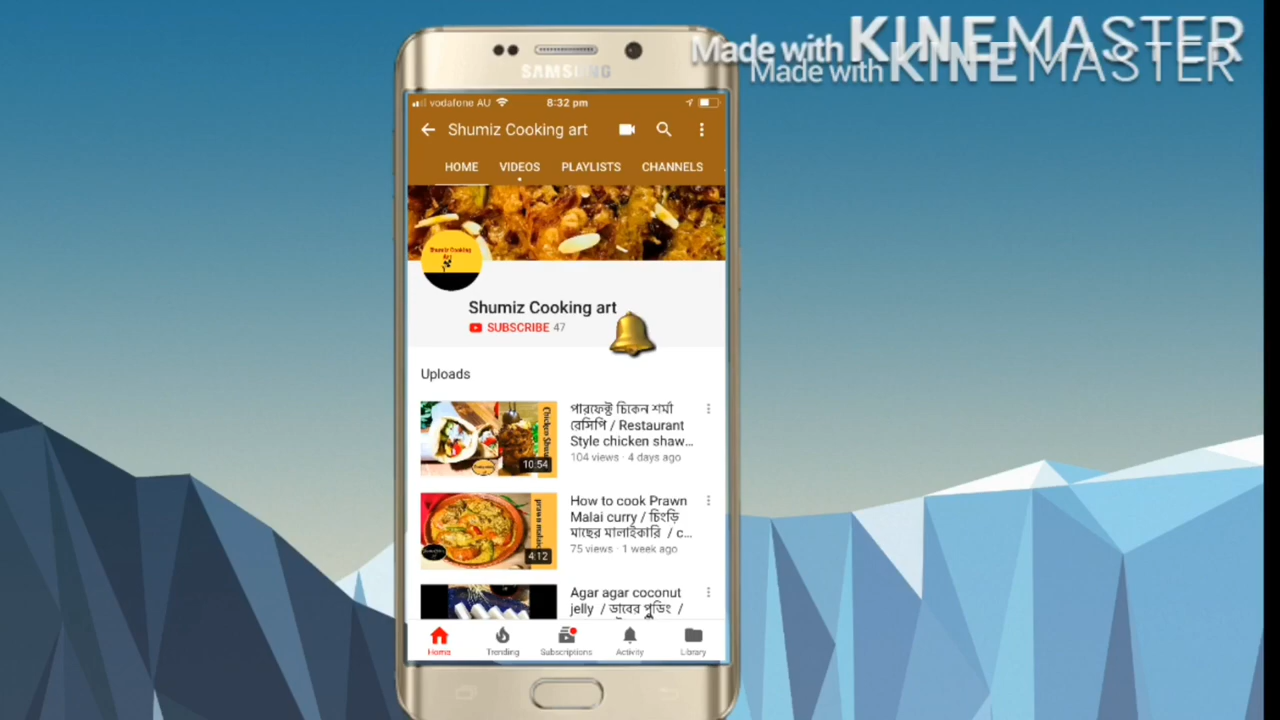 Made with KINEMASTER
Made with KINEMASTER
SAMSUNG
vodafone AU
8:32 pm
Shumiz Cooking art
HOME VIDEOS PLAYLISTS CHANNELS
Shumiz Cooking
Art
Shumiz Cooking art
SUBSCRIBE 47
Uploads
পারফেক্ট চিকেন শর্মা
রেসিপি / Restaurant
Style chicken shaw...
104 views · 4 days ago
10:54
How to cook Prawn
Malai curry / চিংড়ি
মাছের মালাইকারি / c...
75 views · 1 week ago
4:12
Agar agar coconut
jelly / ডাবের পুডিং /
Home Trending Subscriptions Activity Library